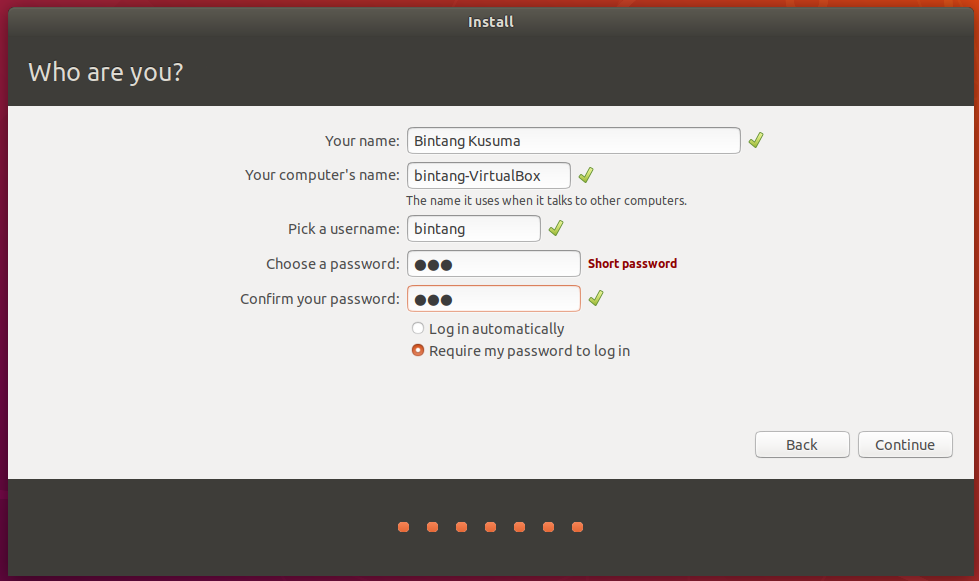 Install
Who are you?
Your name: Bintang Kusuma
Your computer's name: bintang-VirtualBox
The name it uses when it talks to other computers.
Pick a username: bintang
Choose a password: ●●● Short password
Confirm your password: ●●●
Log in automatically
Require my password to log in
Back Continue